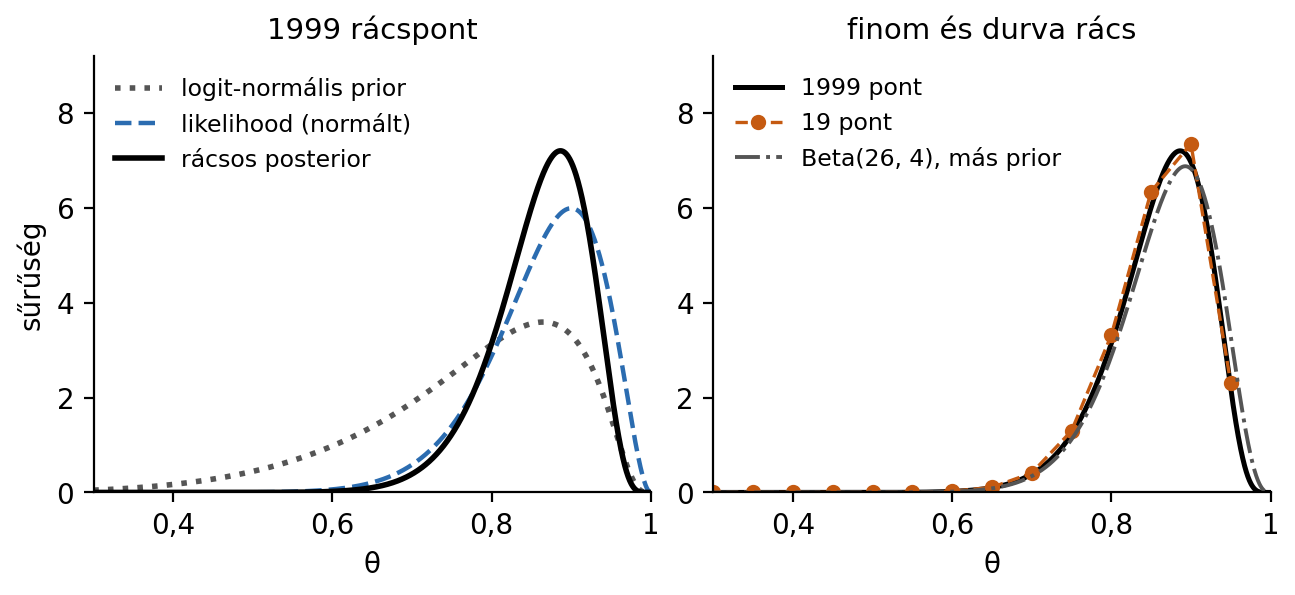 1999 rácspont
logit-normális prior
likelihood (normált)
rácsos posterior
sűrűség
8
6
4
2
0
0,4
0,6
0,8
1
θ
finom és durva rács
1999 pont
19 pont
Beta(26, 4), más prior
8
6
4
2
0
0,4
0,6
0,8
1
θ